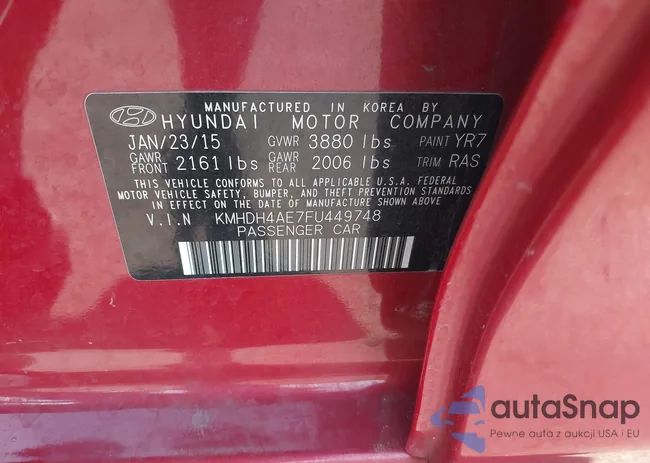 MANUFACTURED IN KOREA BY
HYUNDAI MOTOR COMPANY
JAN/23/15 GVWR 3880 lbs PAINT YR7
GAWR FRONT 2161 lbs GAWR REAR 2006 lbs TRIM RAS
THIS VEHICLE CONFORMS TO ALL APPLICABLE U.S.A. FEDERAL
MOTOR VEHICLE SAFETY, BUMPER, AND THEFT PREVENTION STANDARDS
IN EFFECT ON THE DATE OF MANUFACTURE SHOWN ABOVE.
V.I.N KMHDH4AE7FU449748
PASSENGER CAR
autaSnap
Pewne auta z aukcji USA i EU